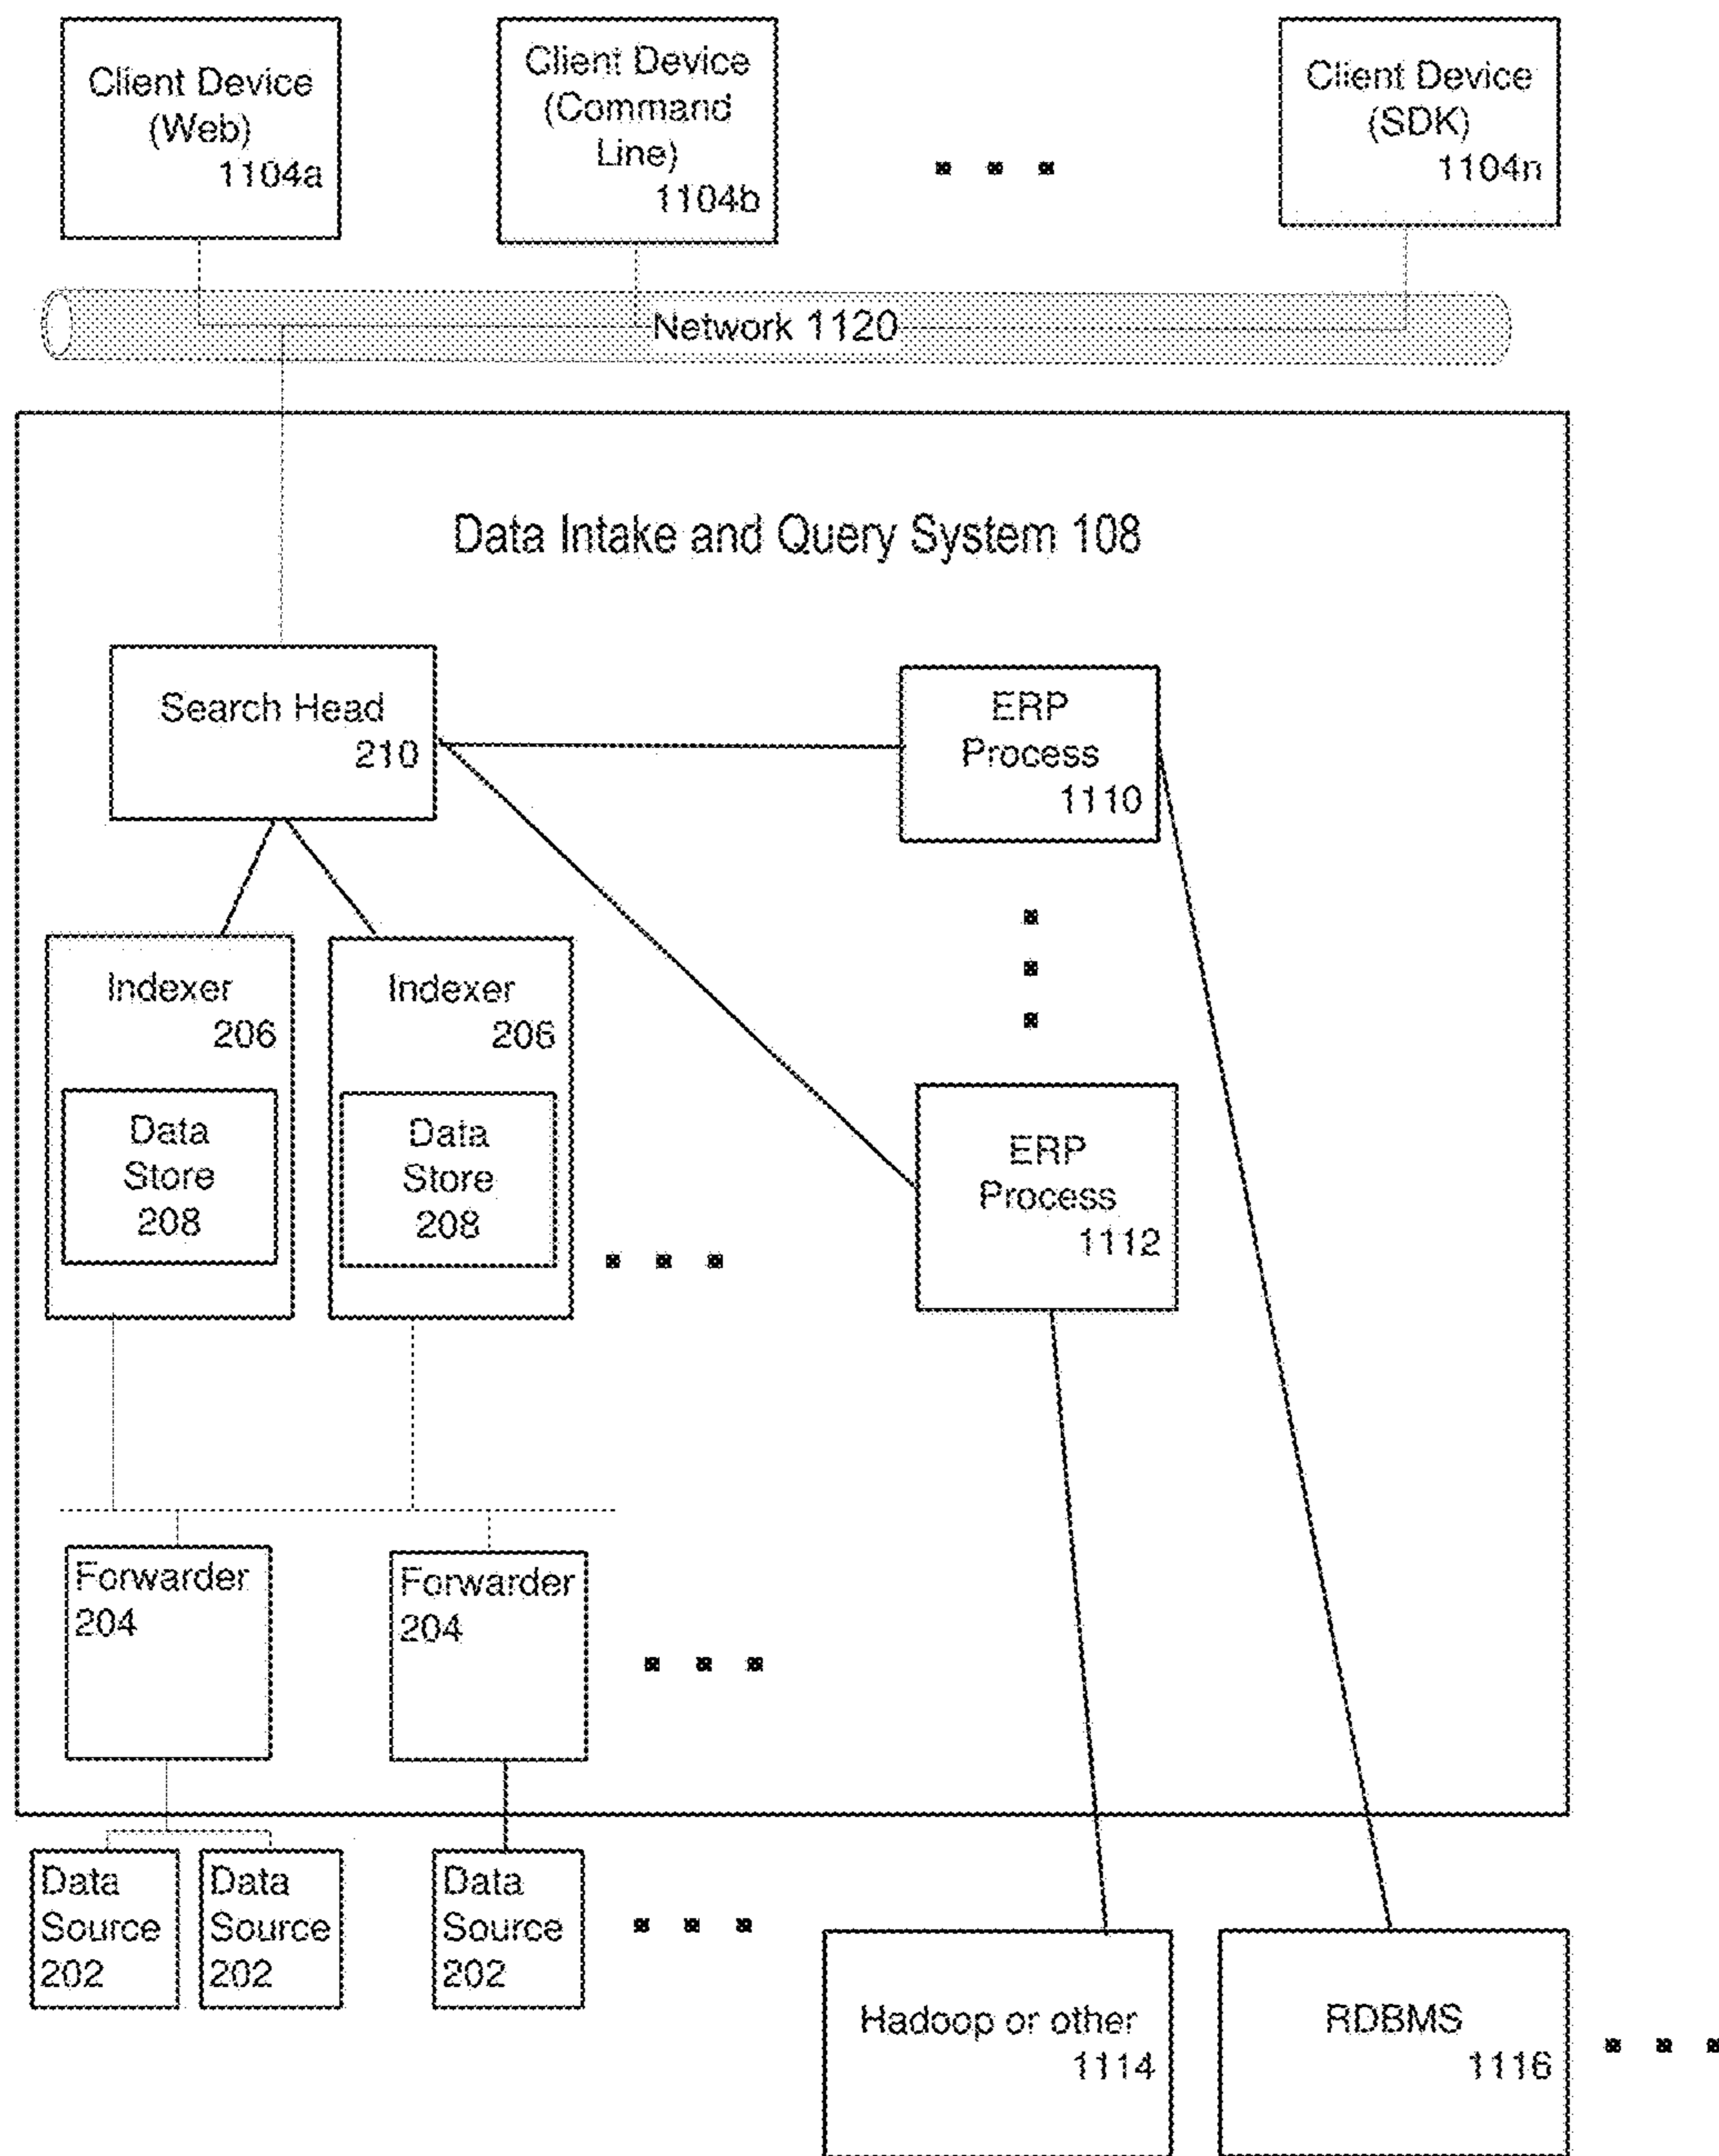 Client Device
(Web)
1104a
Client Device
(Command
Line)
1104b
Client Device
(SDK)
1104n
Network 1120
Data Intake and Query System 108
Search Head
210
ERP
Process
1110
Indexer
206
Data
Store
208
Indexer
206
Data
Store
208
ERP
Process
1112
Forwarder
204
Forwarder
204
Data
Source
202
Data
Source
202
Data
Source
202
Hadoop or other
1114
RDBMS
1116